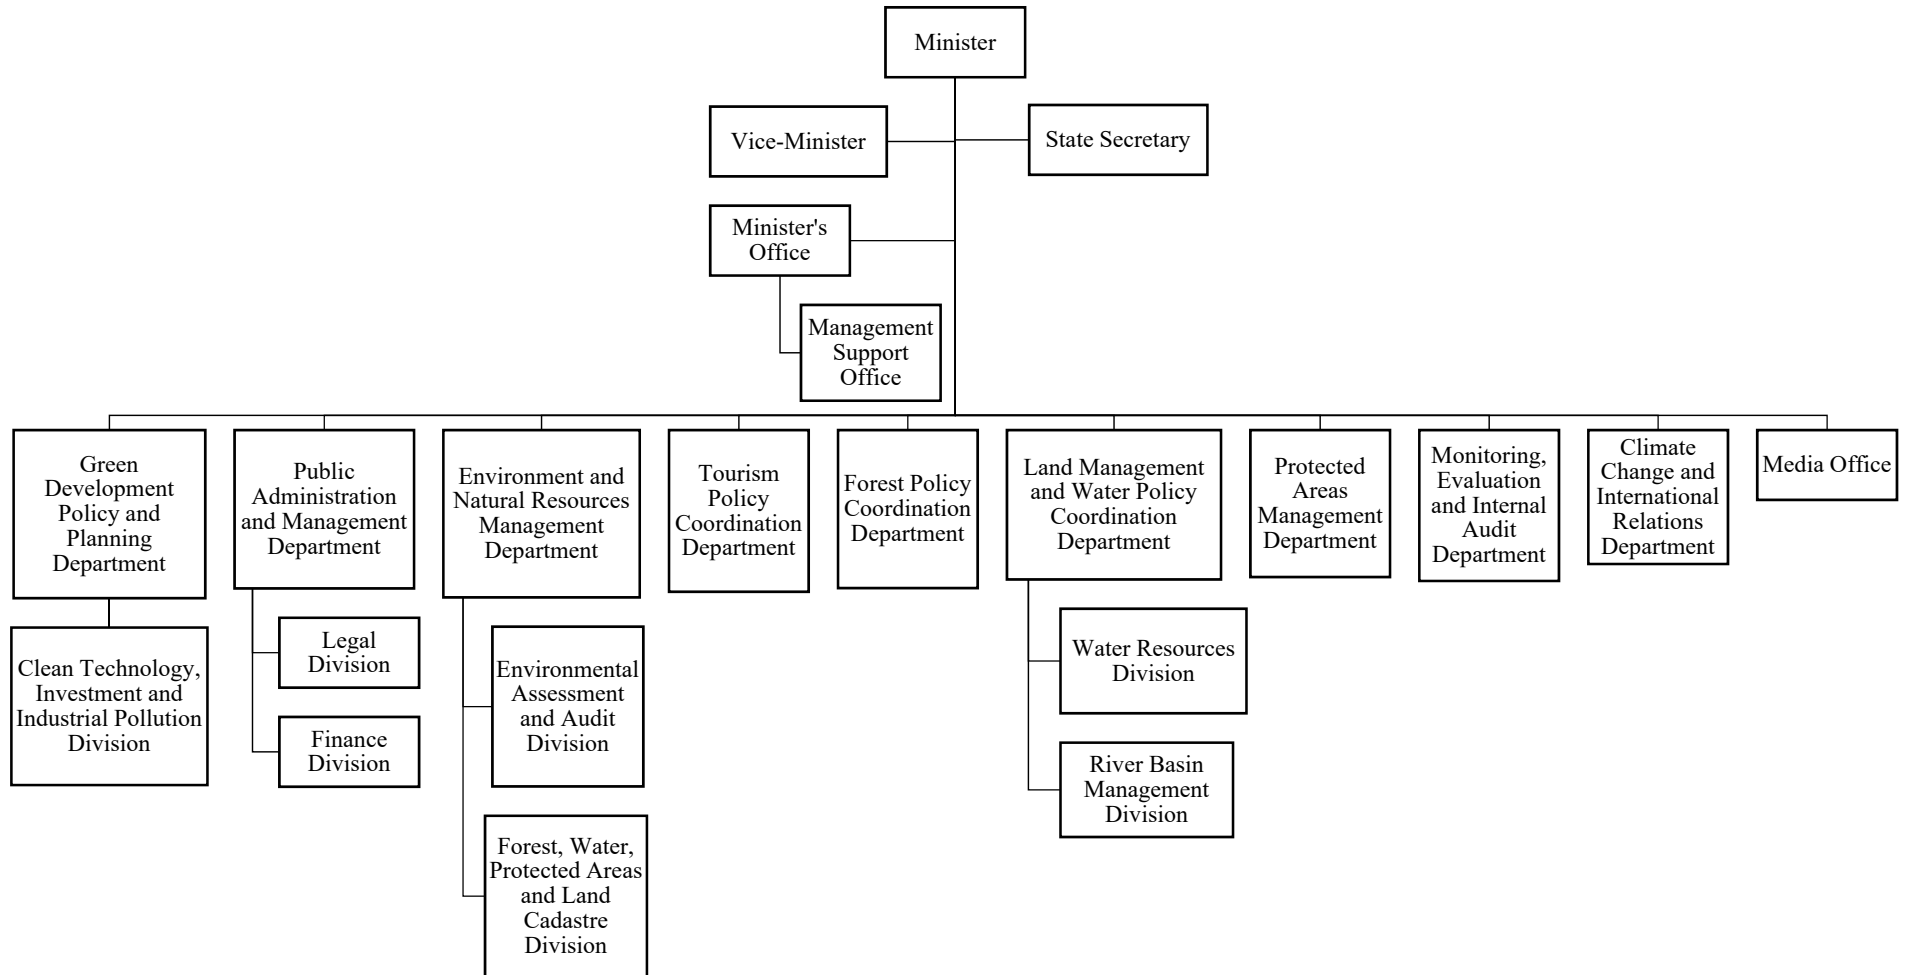 Minister
Vice-Minister
State Secretary
Minister's
Office
Management
Support
Office
Green
Development
Policy and
Planning
Department
Public
Administration
and Management
Department
Environment and
Natural Resources
Management
Department
Tourism
Policy
Coordination
Department
Forest Policy
Coordination
Department
Land Management
and Water Policy
Coordination
Department
Protected
Areas
Management
Department
Monitoring,
Evaluation
and Internal
Audit
Department
Climate
Change and
International
Relations
Department
Media Office
Clean Technology,
Investment and
Industrial Pollution
Division
Legal
Division
Finance
Division
Environmental
Assessment
and Audit
Division
Forest, Water,
Protected Areas
and Land
Cadastre
Division
Water Resources
Division
River Basin
Management
Division